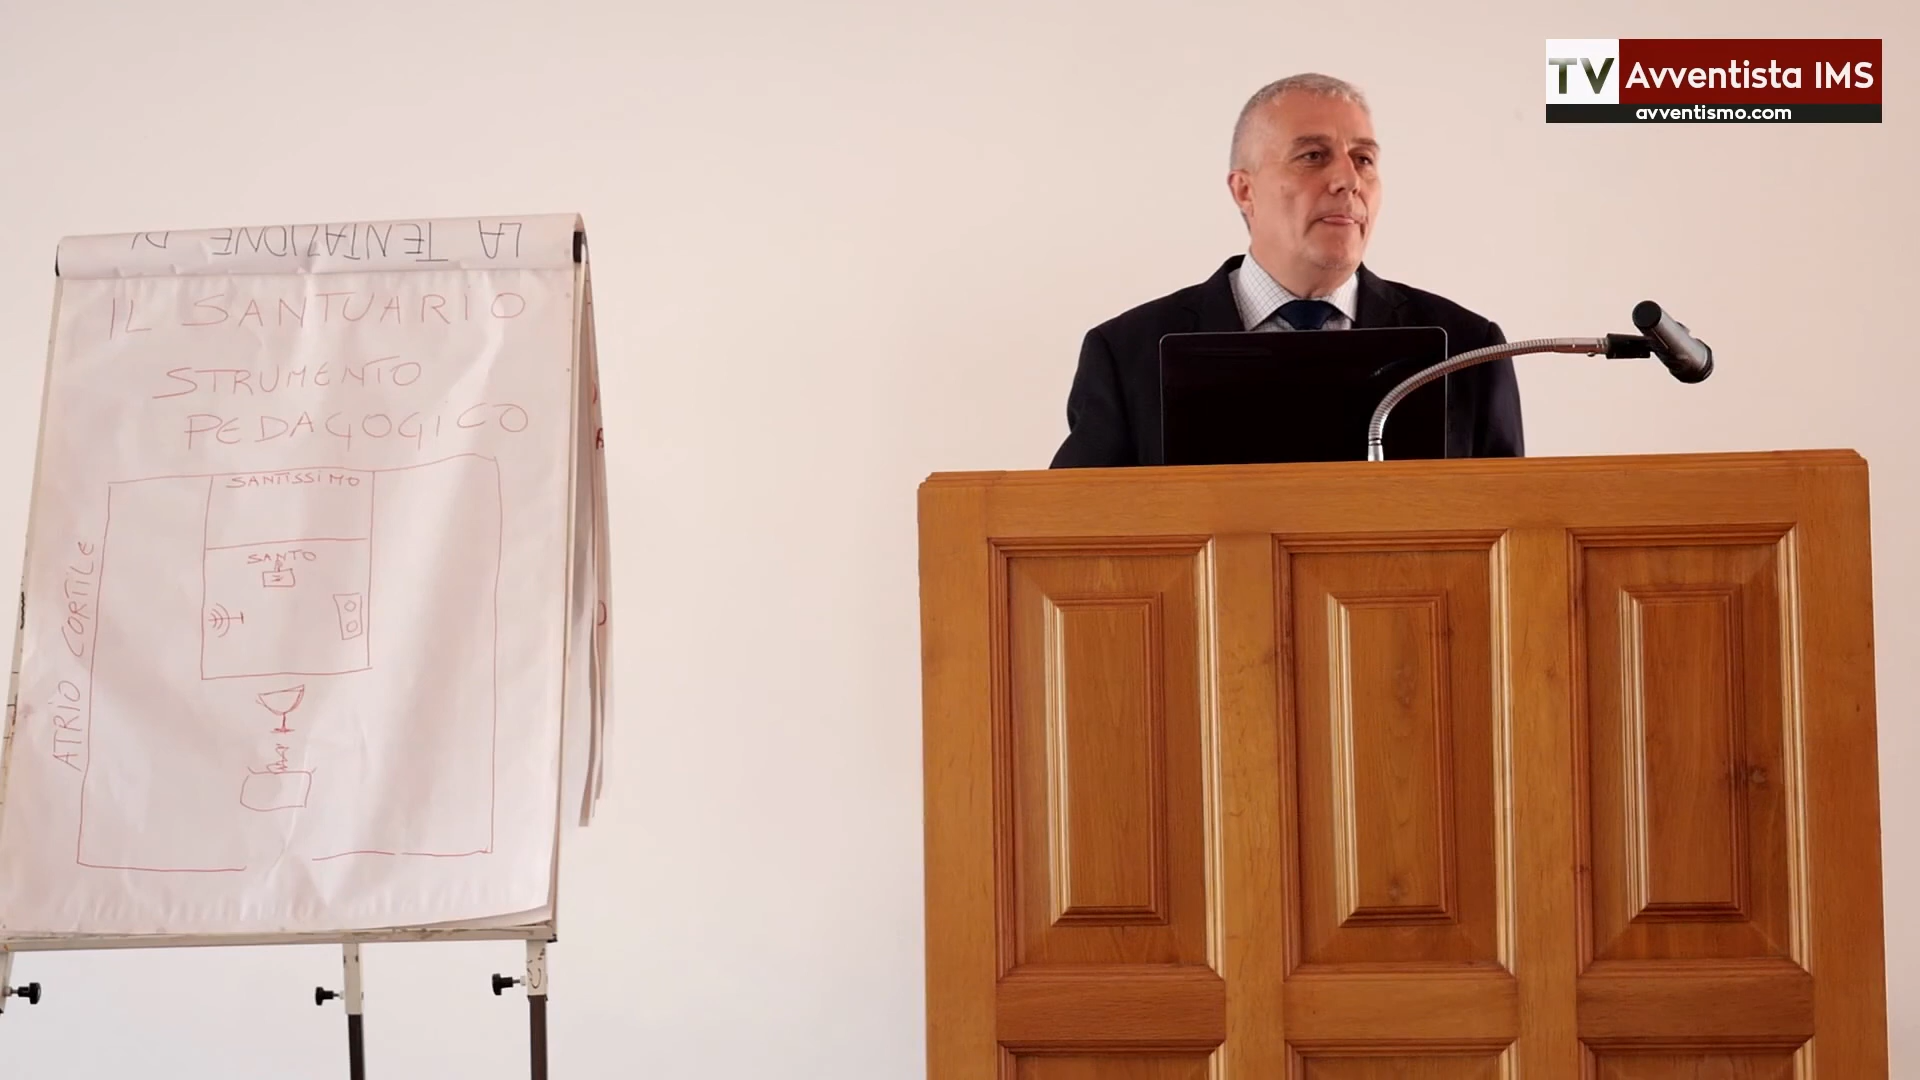 LA TENTAZIONE DI
IL SANTUARIO
STRUMENTO
PEDAGOGICO
SANTISSIMO
SANTO
ATRIO CORTILE
TV Avventista IMS
avventismo.com